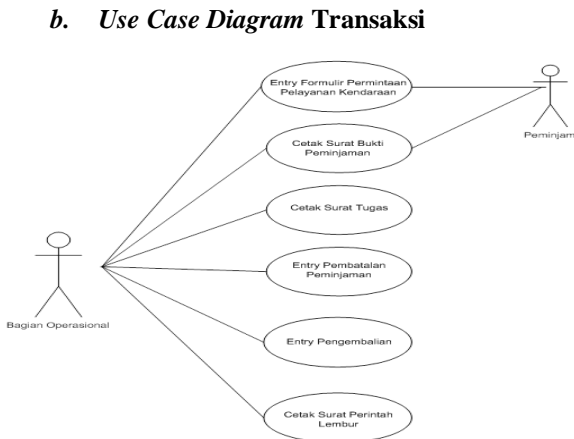 b. Use Case Diagram Transaksi
Entry Formulir Permintaan
Pelayanan Kendaraan
Peminjam
Cetak Surat Bukti
Peminjaman
Cetak Surat Tugas
Entry Pembatalan
Peminjaman
Bagian Operasional
Entry Pengembalian
Cetak Surat Perintah
Lembur